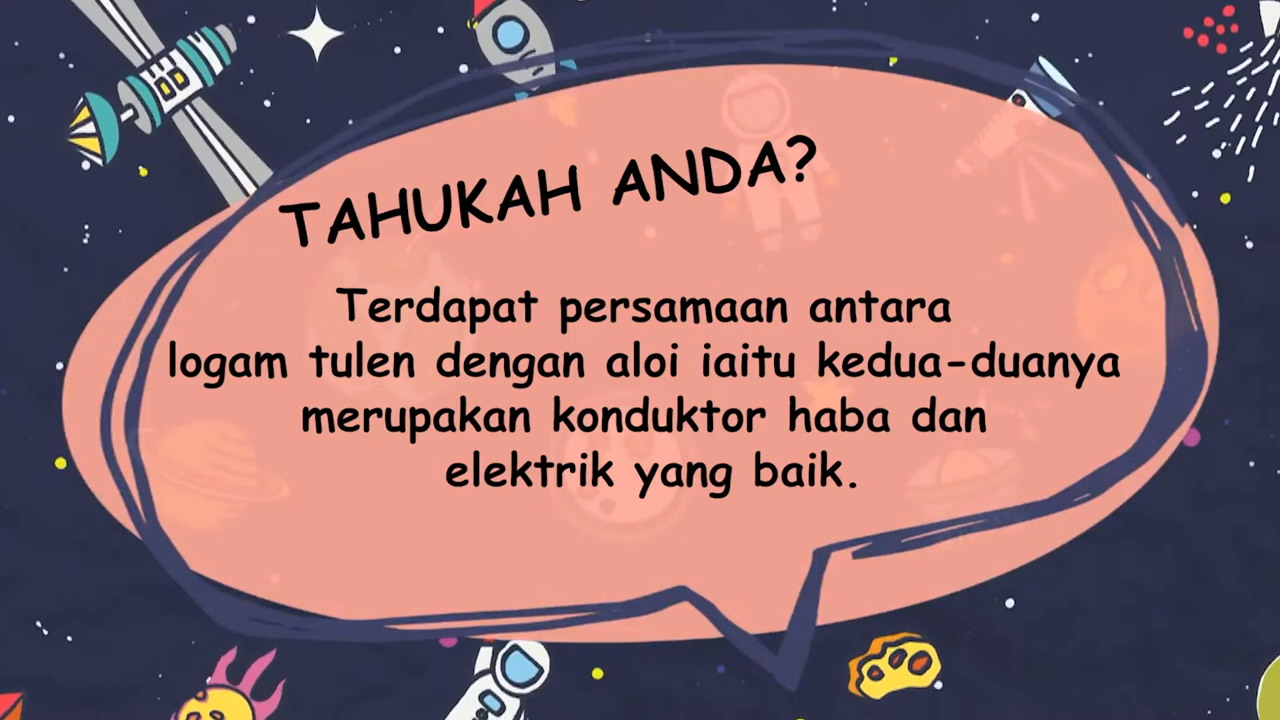 TAHUKAH ANDA?
Terdapat persamaan antara
logam tulen dengan aloi iaitu kedua-duanya
merupakan konduktor haba dan
elektrik yang baik.